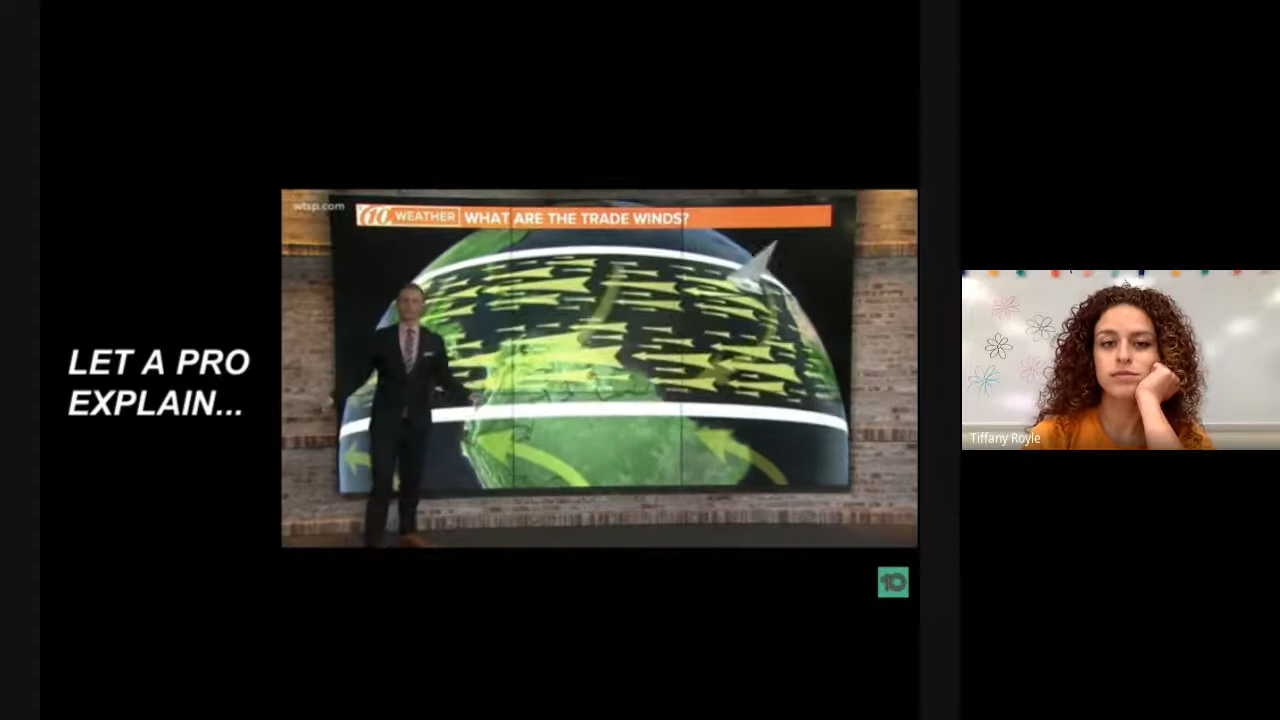 LET A PRO
EXPLAIN...
wtsp.com
10 WEATHER WHAT ARE THE TRADE WINDS?
10
Tiffany Royle